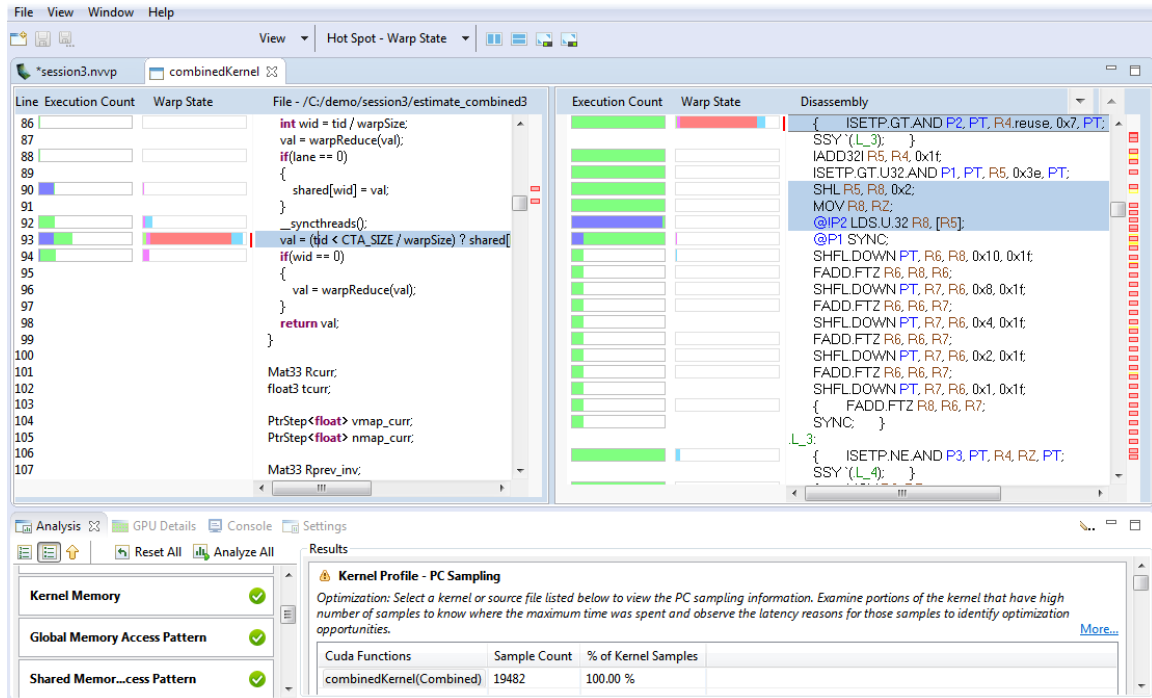 File View Window Help
View Hot Spot - Warp State
*session3.nvvp combinedKernel
Line Execution Count Warp State File - /C:/demo/session3/estimate_combined3
86 int wid = tid / warpSize;
87 val = warpReduce(val);
88 if(lane == 0)
89 {
90 shared[wid] = val;
91 }
92 __syncthreads();
93 val = (tid < CTA_SIZE / warpSize) ? shared[
94 if(wid == 0)
95 {
96 val = warpReduce(val);
97 }
98 return val;
99 }
100
101 Mat33 Rcurr;
102 float3 tcurr;
103
104 PtrStep<float> vmap_curr;
105 PtrStep<float> nmap_curr;
106
107 Mat33 Rprev_inv;
Execution Count Warp State Disassembly
{ ISETP.GT.AND P2, PT, R4.reuse, 0x7, PT;
SSY `(.L_3); }
IADD32I R5, R4, 0x1f;
ISETP.GT.U32.AND P1, PT, R5, 0x3e, PT;
SHL R5, R8, 0x2;
MOV R8, RZ;
@!P2 LDS.U.32 R8, [R5];
@P1 SYNC;
SHFL.DOWN PT, R6, R8, 0x10, 0x1f;
FADD.FTZ R6, R8, R6;
SHFL.DOWN PT, R7, R6, 0x8, 0x1f;
FADD.FTZ R6, R6, R7;
SHFL.DOWN PT, R7, R6, 0x4, 0x1f;
FADD.FTZ R6, R6, R7;
SHFL.DOWN PT, R7, R6, 0x2, 0x1f;
FADD.FTZ R6, R6, R7;
SHFL.DOWN PT, R7, R6, 0x1, 0x1f;
{ FADD.FTZ R8, R6, R7;
SYNC; }
.L_3:
{ ISETP.NE.AND P3, PT, R4, RZ, PT;
SSY `(.L_4); }
Analysis GPU Details Console Settings
Reset All Analyze All
Kernel Memory
Global Memory Access Pattern
Shared Memor...cess Pattern
Results
Kernel Profile - PC Sampling
Optimization: Select a kernel or source file listed below to view the PC sampling information. Examine portions of the kernel that have high
number of samples to know where the maximum time was spent and observe the latency reasons for those samples to identify optimization
opportunities. More...
Cuda Functions Sample Count % of Kernel Samples
combinedKernel(Combined) 19482 100.00 %